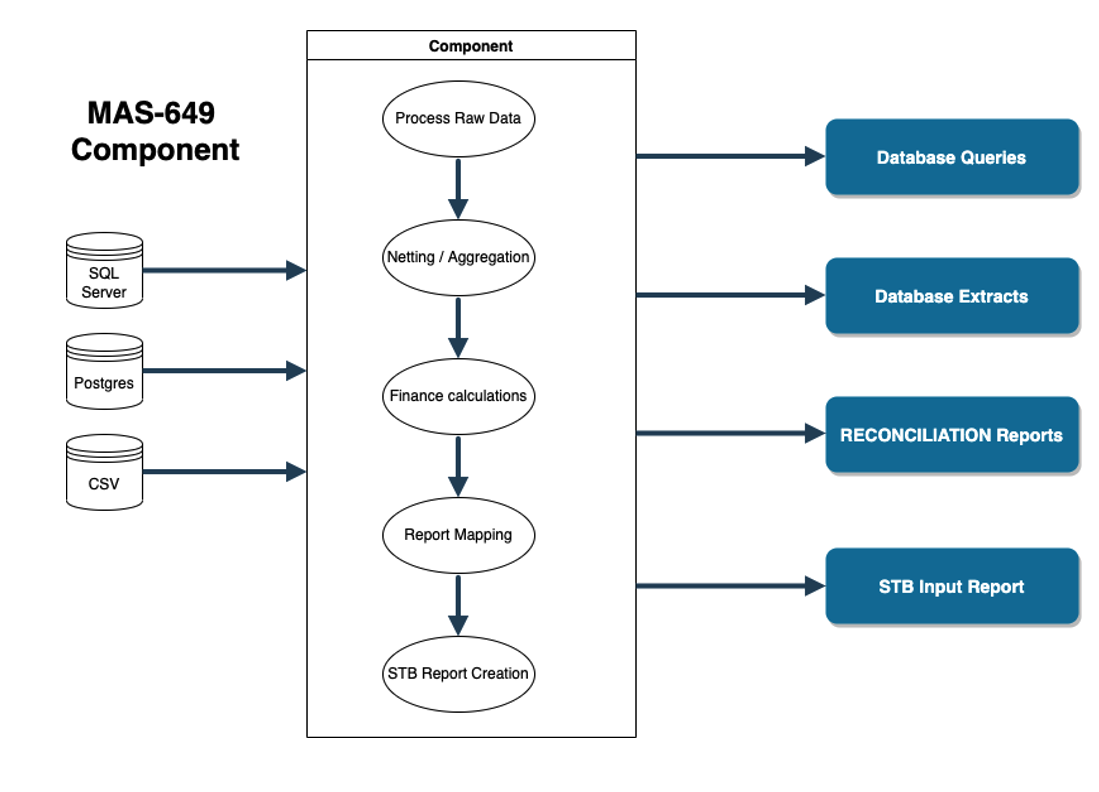 MAS-649
Component
SQL
Server
Postgres
CSV
Component
Process Raw Data
Netting / Aggregation
Finance calculations
Report Mapping
STB Report Creation
Database Queries
Database Extracts
RECONCILIATION Reports
STB Input Report